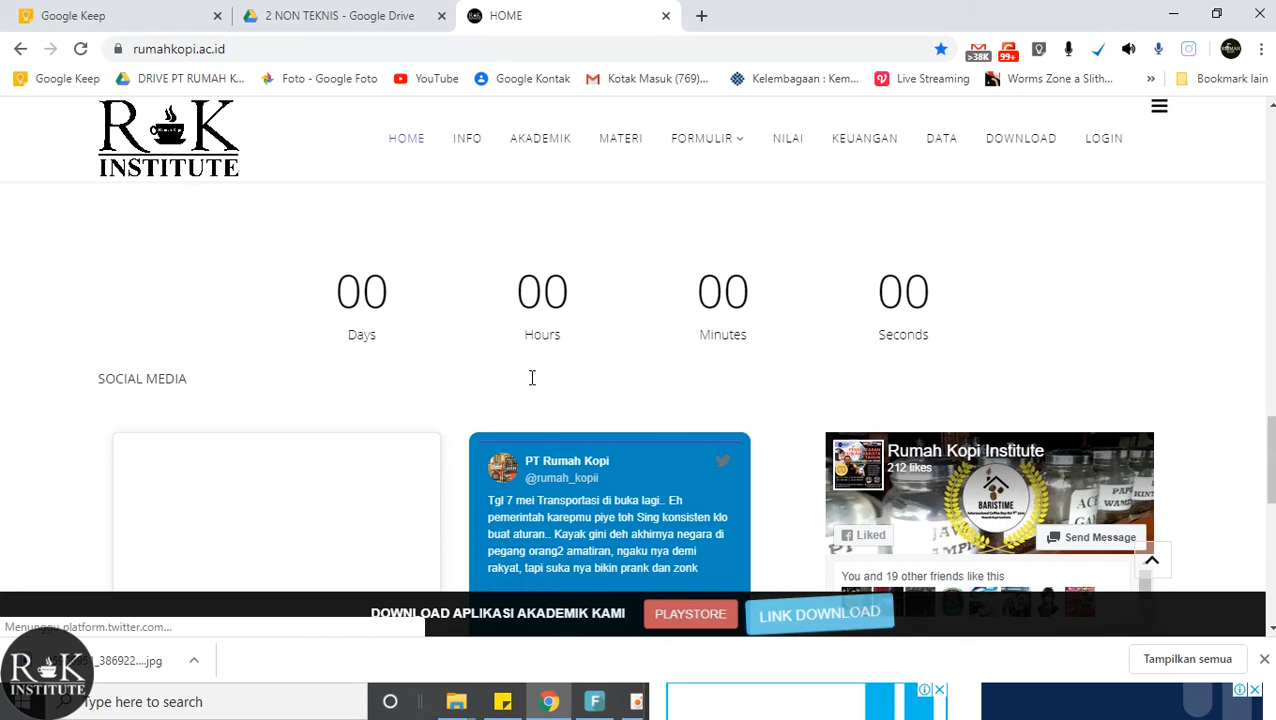 Google Keep
2 NON TEKNIS - Google Drive
HOME
rumahkopi.ac.id
>38K
99+
Google Keep
DRIVE PT RUMAH K...
Foto - Google Foto
YouTube
Google Kontak
Kotak Masuk (769)...
Kelembagaan : Kem...
Live Streaming
Worms Zone a Slith...
»
Bookmark lain
R K
INSTITUTE
HOME
INFO
AKADEMIK
MATERI
FORMULIR
NILAI
KEUANGAN
DATA
DOWNLOAD
LOGIN
00
00
00
00
Days
Hours
Minutes
Seconds
SOCIAL MEDIA
PT Rumah Kopi
@rumah_kopii
Tgl 7 mei Transportasi di buka lagi.. Eh
pemerintah karepmu piye toh Sing konsisten klo
buat aturan.. Kayak gini deh akhirnya negara di
pegang orang2 amatiran, ngaku nya demi
rakyat, tapi suka nya bikin prank dan zonk
Rumah Kopi Institute
212 likes
BARISTIME
Liked
Send Message
You and 19 other friends like this
DOWNLOAD APLIKASI AKADEMIK KAMI
PLAYSTORE
LINK DOWNLOAD
Menunggu platform.twitter.com...
_386922....jpg
Tampilkan semua
R K
INSTITUTE
Type here to search